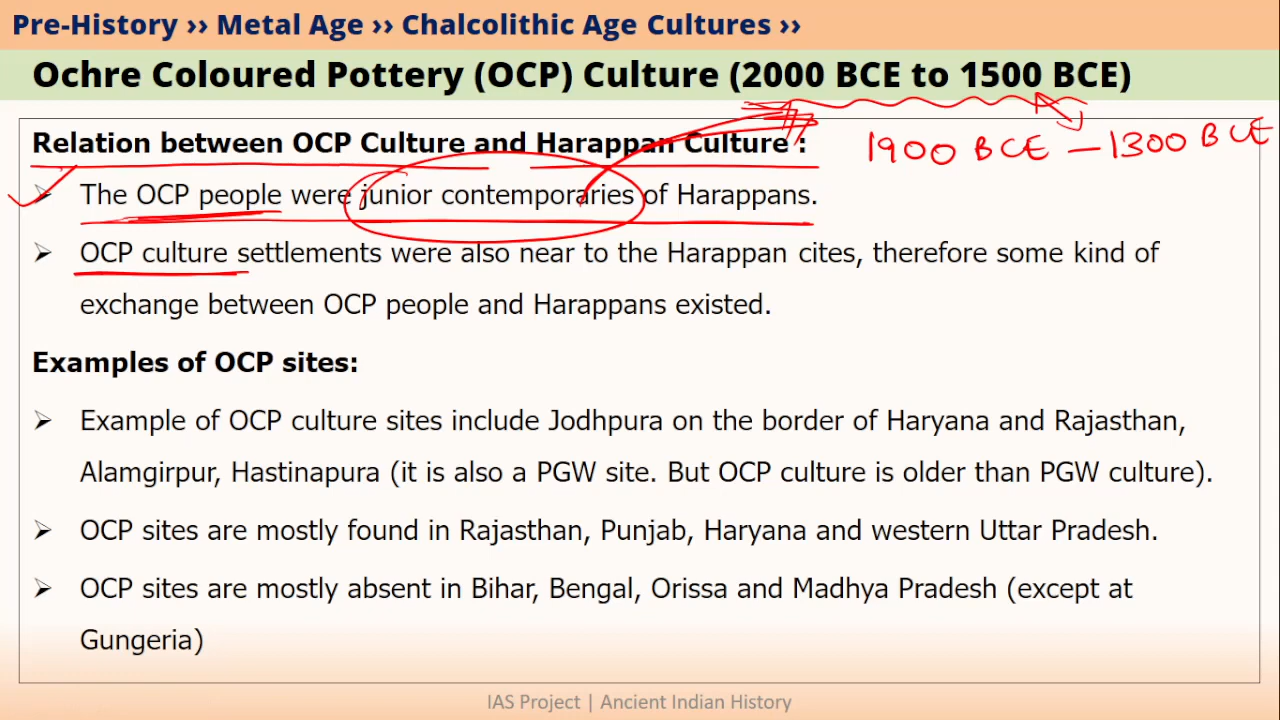 Pre-History ›› Metal Age ›› Chalcolithic Age Cultures ››
Ochre Coloured Pottery (OCP) Culture (2000 BCE to 1500 BCE)
Relation between OCP Culture and Harappan Culture :
1900 BCE – 1300 BCE
➢ The OCP people were junior contemporaries of Harappans.
➢ OCP culture settlements were also near to the Harappan cites, therefore some kind of
exchange between OCP people and Harappans existed.
Examples of OCP sites:
➢ Example of OCP culture sites include Jodhpura on the border of Haryana and Rajasthan,
Alamgirpur, Hastinapura (it is also a PGW site. But OCP culture is older than PGW culture).
➢ OCP sites are mostly found in Rajasthan, Punjab, Haryana and western Uttar Pradesh.
➢ OCP sites are mostly absent in Bihar, Bengal, Orissa and Madhya Pradesh (except at
Gungeria)
IAS Project | Ancient Indian History